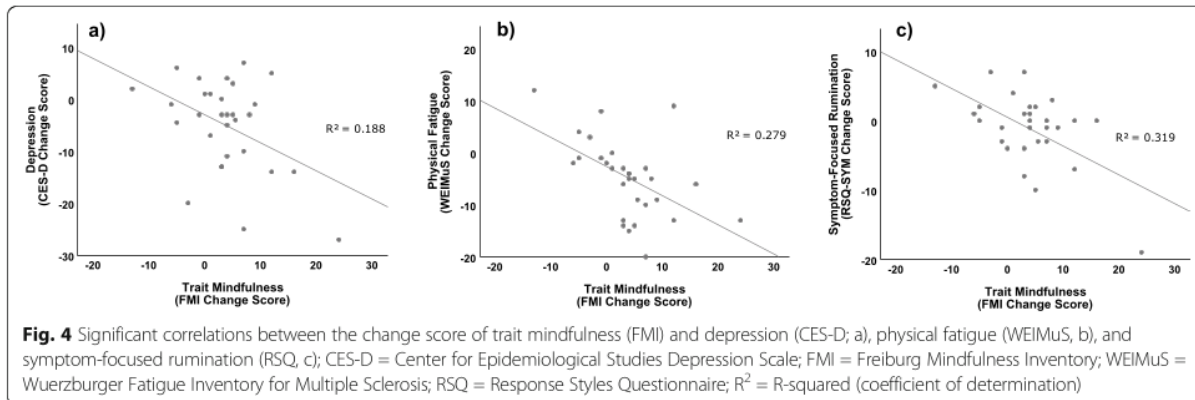 a)
10
0
-10
-20
-30
Depression
(CES-D Change Score)
R² = 0.188
-20 -10 0 10 20 30
Trait Mindfulness
(FMI Change Score)
b)
20
10
0
-10
-20
Physical Fatigue
(WEIMuS Change Score)
R² = 0.279
-20 -10 0 10 20 30
Trait Mindfulness
(FMI Change Score)
c)
20
10
0
-10
-20
Symptom-Focused Rumination
(RSQ-SYM Change Score)
R² = 0.319
-20 -10 0 10 20 30
Trait Mindfulness
(FMI Change Score)
Fig. 4 Significant correlations between the change score of trait mindfulness (FMI) and depression (CES-D; a), physical fatigue (WEIMuS, b), and
symptom-focused rumination (RSQ, c); CES-D = Center for Epidemiological Studies Depression Scale; FMI = Freiburg Mindfulness Inventory; WEIMuS =
Wuerzburger Fatigue Inventory for Multiple Sclerosis; RSQ = Response Styles Questionnaire; R² = R-squared (coefficient of determination)